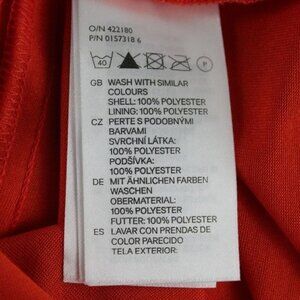 O/N 422180
P/N 0157318 6
40
P
GB WASH WITH SIMILAR
COLOURS
SHELL: 100% POLYESTER
LINING: 100% POLYESTER
CZ PERTE S PODOBNÝMI
BARVAMI
SVRCHNÍ LÁTKA:
100% POLYESTER
PODŠÍVKA:
100% POLYESTER
DE MIT ÄHNLICHEN FARBEN
WASCHEN
OBERMATERIAL:
100% POLYESTER
FUTTER: 100% POLYESTER
ES LAVAR CON PRENDAS DE
COLOR PARECIDO
TELA EXTERIOR: